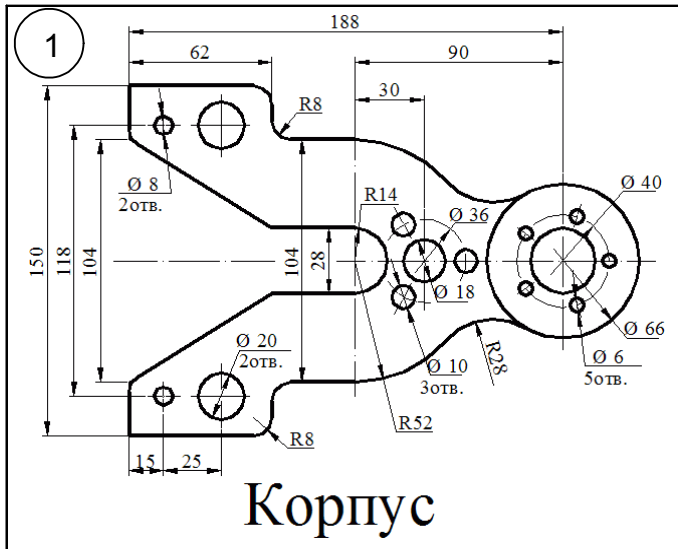 1
188
62
90
30
R8
Ø 8
2отв.
R14
Ø 40
Ø 36
150
118
104
104
28
Ø 18
Ø 66
Ø 20
2отв.
Ø 10
3отв.
R28
Ø 6
5отв.
R8
R52
15
25
Корпус